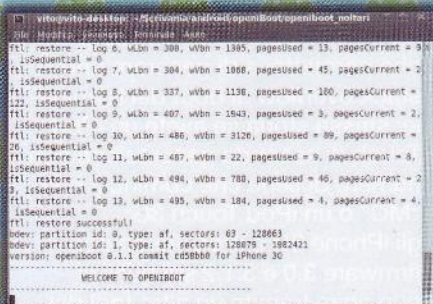 vito@vito-desktop: ~/Scrivania/android/openiBoot/openiboot_noltari
File Modifica Visualizza Terminale Aiuto
ftl: restore -- log 6, wLbn = 300, wVbn = 1305, pagesUsed = 13, pagesCurrent = 9
, isSequential = 0
ftl: restore -- log 7, wLbn = 304, wVbn = 1068, pagesUsed = 45, pagesCurrent = 2
, isSequential = 0
ftl: restore -- log 8, wLbn = 337, wVbn = 1138, pagesUsed = 180, pagesCurrent =
122, isSequential = 0
ftl: restore -- log 9, wLbn = 407, wVbn = 1943, pagesUsed = 3, pagesCurrent = 2,
isSequential = 0
ftl: restore -- log 10, wLbn = 486, wVbn = 3126, pagesUsed = 89, pagesCurrent =
26, isSequential = 0
ftl: restore -- log 11, wLbn = 487, wVbn = 22, pagesUsed = 9, pagesCurrent = 8,
isSequential = 0
ftl: restore -- log 12, wLbn = 494, wVbn = 788, pagesUsed = 46, pagesCurrent = 2
3, isSequential = 0
ftl: restore -- log 13, wLbn = 495, wVbn = 184, pagesUsed = 4, pagesCurrent = 4,
isSequential = 0
ftl: restore successful!
bdev: partition id: 0, type: af, sectors: 63 - 128063
bdev: partition id: 1, type: af, sectors: 128079 - 1982421
version: openiboot 0.1.1 commit cd58bb0 for iPhone 3G
WELCOME TO OPENIBOOT